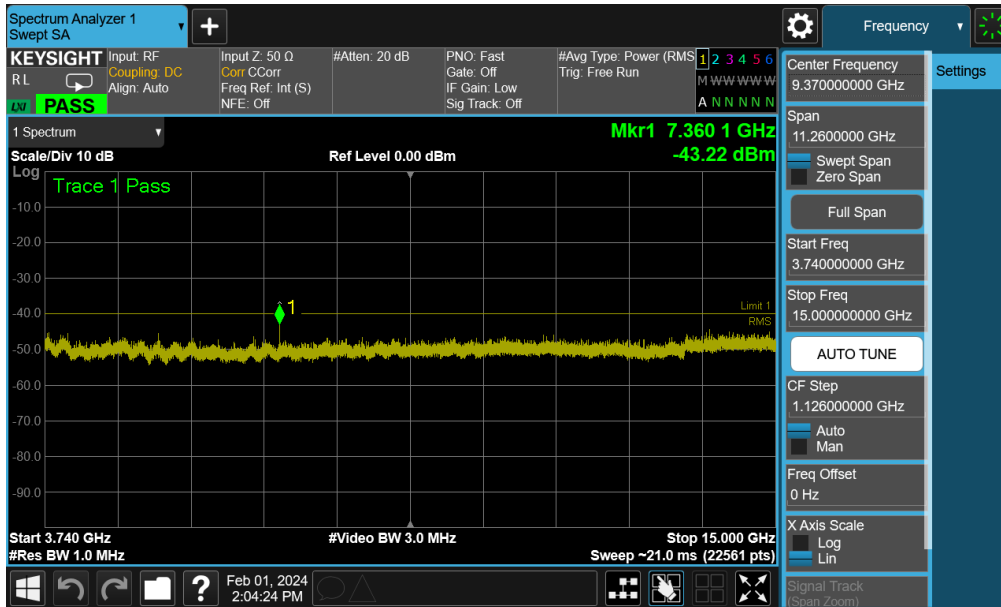 Spectrum Analyzer 1
Swept SA
Frequency
KEYSIGHT
RL
LXI PASS
Input: RF
Coupling: DC
Align: Auto
Input Z: 50 Ω
Corr CCorr
Freq Ref: Int (S)
NFE: Off
#Atten: 20 dB
PNO: Fast
Gate: Off
IF Gain: Low
Sig Track: Off
#Avg Type: Power (RMS
Trig: Free Run
1 2 3 4 5 6
M W W W W W
A N N N N N
1 Spectrum
Scale/Div 10 dB
Ref Level 0.00 dBm
Mkr1 7.360 1 GHz
-43.22 dBm
Log
Trace 1 Pass
-10.0
-20.0
-30.0
-40.0
-50.0
-60.0
-70.0
-80.0
-90.0
1
Limit 1
RMS
Start 3.740 GHz
#Res BW 1.0 MHz
#Video BW 3.0 MHz
Stop 15.000 GHz
Sweep ~21.0 ms (22561 pts)
Center Frequency
9.370000000 GHz
Span
11.2600000 GHz
Swept Span
Zero Span
Full Span
Start Freq
3.740000000 GHz
Stop Freq
15.000000000 GHz
AUTO TUNE
CF Step
1.126000000 GHz
Auto
Man
Freq Offset
0 Hz
X Axis Scale
Log
Lin
Signal Track
(Span Zoom)
Settings
?
Feb 01, 2024
2:04:24 PM